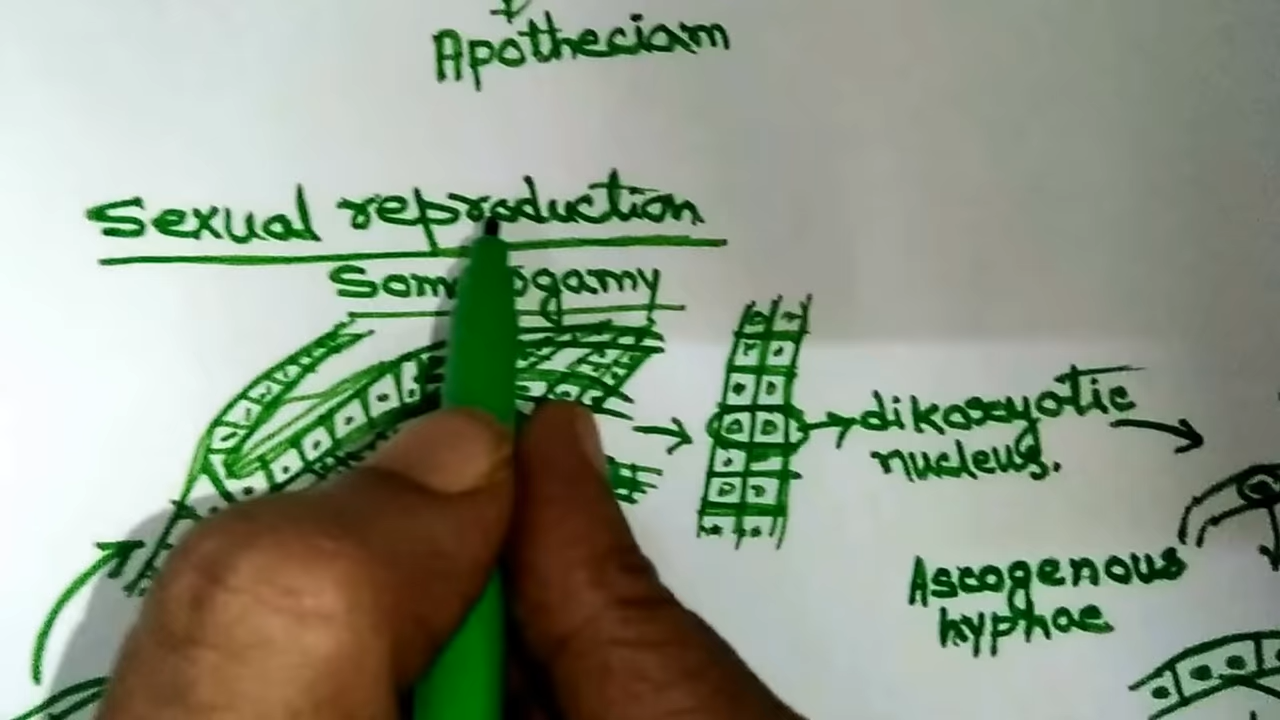 Apotheciam
Sexual reproduction
dikaryotic
nucleus.
Ascogenous
hyphae